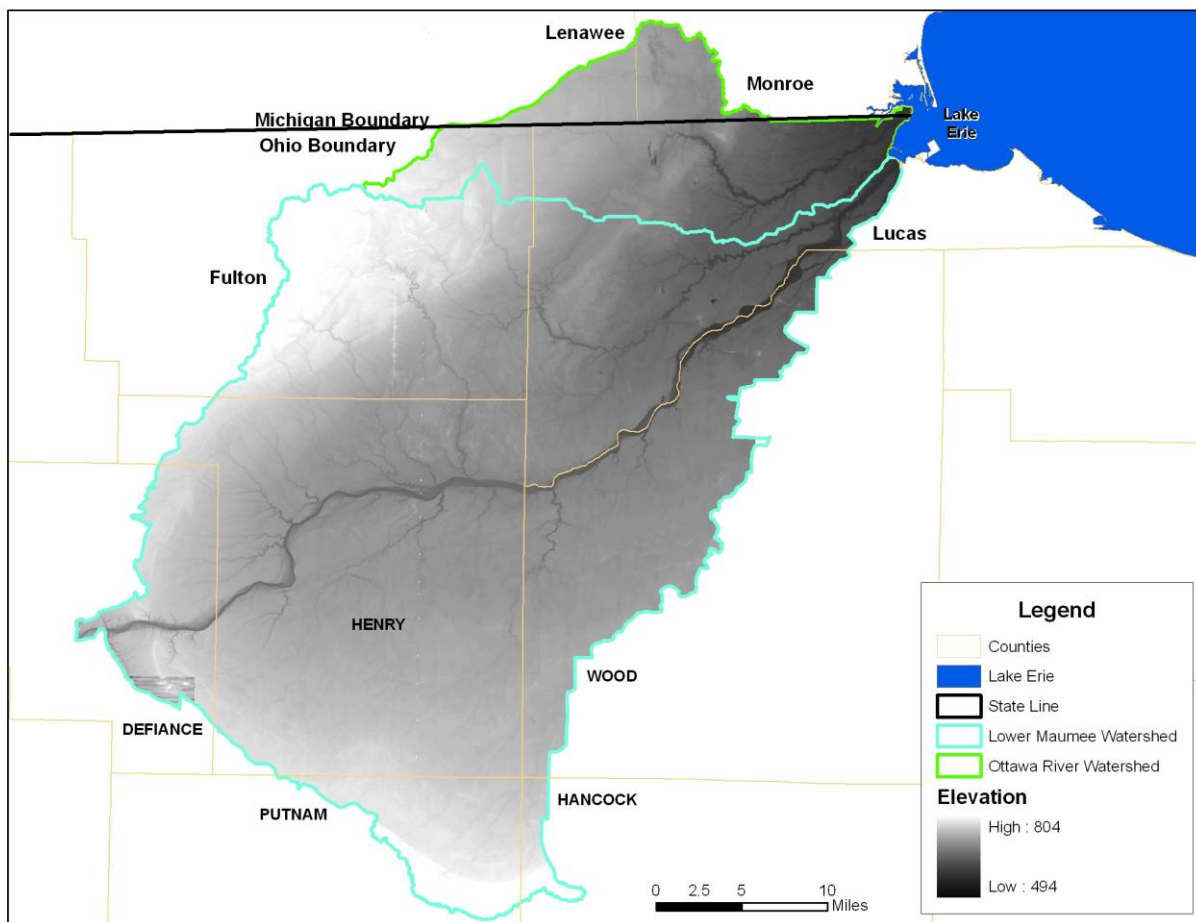 Lenawee
Monroe
Michigan Boundary
Ohio Boundary
Lake
Erie
Lucas
Fulton
HENRY
WOOD
DEFIANCE
PUTNAM
HANCOCK
Legend
Counties
Lake Erie
State Line
Lower Maumee Watershed
Ottawa River Watershed
Elevation
High : 804
Low : 494
0 2.5 5 10
Miles